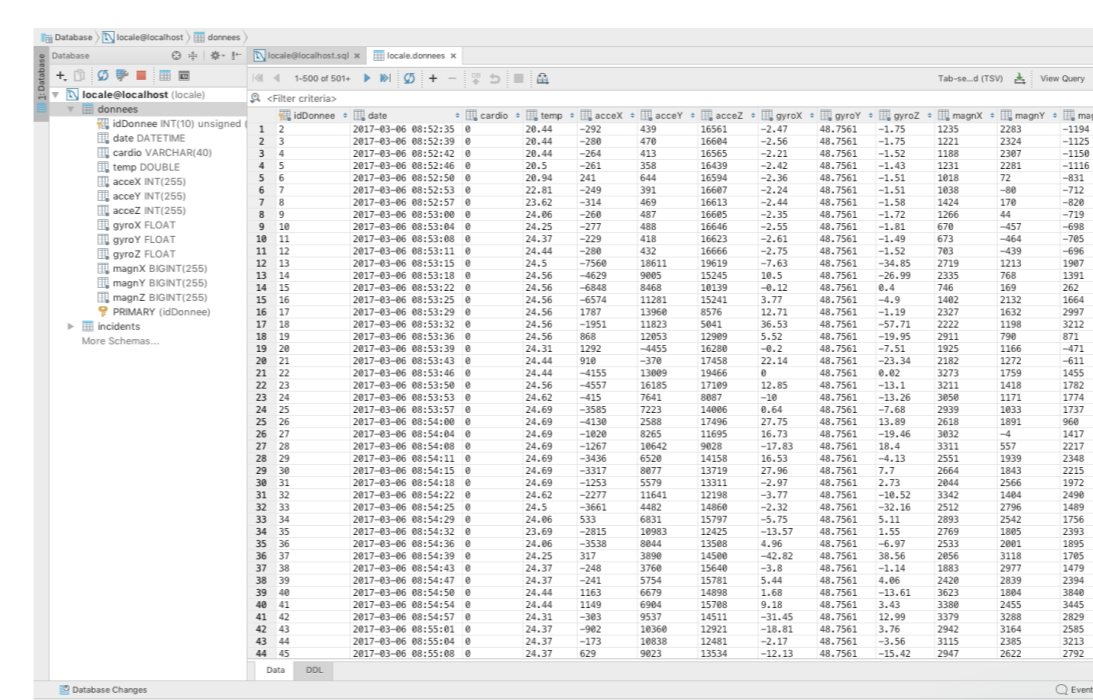 Database locale@localhost donnees
Database
locale@localhost.sql × locale.donnees ×
1-500 of 501+ Tab-se...d (TSV) View Query
1: Database
<Filter criteria>
locale@localhost (locale)
donnees
idDonnee INT(10) unsigned (
date DATETIME
cardio VARCHAR(40)
temp DOUBLE
acceX INT(255)
acceY INT(255)
acceZ INT(255)
gyroX FLOAT
gyroY FLOAT
gyroZ FLOAT
magnX BIGINT(255)
magnY BIGINT(255)
magnZ BIGINT(255)
PRIMARY (idDonnee)
incidents
More Schemas...
idDonnee date cardio temp acceX acceY acceZ gyroX gyroY gyroZ magnX magnY mag
1 2 2017-03-06 08:52:35 0 20.44 -292 439 16561 -2.47 48.7561 -1.75 1235 2283 -1194
2 3 2017-03-06 08:52:39 0 20.44 -280 470 16604 -2.56 48.7561 -1.75 1221 2324 -1125
3 4 2017-03-06 08:52:42 0 20.44 -264 413 16565 -2.21 48.7561 -1.52 1188 2307 -1150
4 5 2017-03-06 08:52:46 0 20.5 -261 358 16439 -2.42 48.7561 -1.43 1231 2281 -1116
5 6 2017-03-06 08:52:50 0 20.94 241 644 16594 -2.36 48.7561 -1.51 1018 72 -831
6 7 2017-03-06 08:52:53 0 22.81 -249 391 16607 -2.24 48.7561 -1.51 1038 -80 -712
7 8 2017-03-06 08:52:57 0 23.62 -314 469 16613 -2.44 48.7561 -1.58 1424 170 -820
8 9 2017-03-06 08:53:00 0 24.06 -260 487 16605 -2.35 48.7561 -1.72 1266 44 -719
9 10 2017-03-06 08:53:04 0 24.25 -277 488 16646 -2.55 48.7561 -1.81 670 -457 -698
10 11 2017-03-06 08:53:08 0 24.37 -229 418 16623 -2.61 48.7561 -1.49 673 -464 -705
11 12 2017-03-06 08:53:11 0 24.44 -280 432 16666 -2.75 48.7561 -1.52 703 -439 -696
12 13 2017-03-06 08:53:15 0 24.5 -7560 18611 19619 -7.63 48.7561 -34.85 2719 1213 1907
13 14 2017-03-06 08:53:18 0 24.56 -4629 9005 15245 10.5 48.7561 -26.99 2335 768 1391
14 15 2017-03-06 08:53:22 0 24.56 -6848 8468 10139 -0.12 48.7561 0.4 746 169 262
15 16 2017-03-06 08:53:25 0 24.56 -6574 11281 15241 3.77 48.7561 -4.9 1402 2132 1664
16 17 2017-03-06 08:53:29 0 24.56 1787 13960 8576 12.71 48.7561 -1.19 2327 1632 2997
17 18 2017-03-06 08:53:32 0 24.56 -1951 11823 5041 36.53 48.7561 -57.71 2222 1198 3212
18 19 2017-03-06 08:53:36 0 24.56 868 12053 12909 5.52 48.7561 -19.95 2911 790 871
19 20 2017-03-06 08:53:39 0 24.31 1292 -4455 16280 -0.2 48.7561 -7.51 1925 1166 -471
20 21 2017-03-06 08:53:43 0 24.44 910 -370 17458 22.14 48.7561 -23.34 2182 1272 -611
21 22 2017-03-06 08:53:46 0 24.44 -4155 13009 19466 0 48.7561 0.02 3273 1759 1455
22 23 2017-03-06 08:53:50 0 24.56 -4557 16185 17109 12.85 48.7561 -13.1 3211 1418 1782
23 24 2017-03-06 08:53:53 0 24.62 -415 7641 8087 -10 48.7561 -13.26 3050 1171 1774
24 25 2017-03-06 08:53:57 0 24.69 -3585 7223 14006 0.64 48.7561 -7.68 2939 1033 1737
25 26 2017-03-06 08:54:00 0 24.69 -4130 2588 17496 27.75 48.7561 13.89 2618 1891 960
26 27 2017-03-06 08:54:04 0 24.69 -1020 8265 11695 16.73 48.7561 -19.46 3032 -4 1417
27 28 2017-03-06 08:54:08 0 24.69 -1267 10642 9028 -17.83 48.7561 18.4 3311 557 2217
28 29 2017-03-06 08:54:11 0 24.69 -3436 6520 14158 16.53 48.7561 -4.13 2551 1939 2348
29 30 2017-03-06 08:54:15 0 24.69 -3317 8077 13719 27.96 48.7561 7.7 2664 1843 2215
30 31 2017-03-06 08:54:18 0 24.69 -1253 5579 13311 -2.97 48.7561 2.73 2044 2566 1972
31 32 2017-03-06 08:54:22 0 24.62 -2277 11641 12198 -3.77 48.7561 -10.52 3342 1404 2490
32 33 2017-03-06 08:54:25 0 24.5 -3661 4482 14860 -2.32 48.7561 -32.16 2512 2796 1489
33 34 2017-03-06 08:54:29 0 24.06 533 6831 15797 -5.75 48.7561 5.11 2893 2542 1756
34 35 2017-03-06 08:54:32 0 23.69 -2815 10983 12425 -13.57 48.7561 1.55 2769 1805 2393
35 36 2017-03-06 08:54:36 0 24.06 -3538 8044 13508 4.96 48.7561 -6.97 2533 2001 1895
36 37 2017-03-06 08:54:39 0 24.25 317 3890 14500 -42.82 48.7561 38.56 2056 3118 1705
37 38 2017-03-06 08:54:43 0 24.37 -248 3760 15640 -3.8 48.7561 -1.14 1883 2977 1479
38 39 2017-03-06 08:54:47 0 24.37 -241 5754 15781 5.44 48.7561 4.06 2420 2839 2394
39 40 2017-03-06 08:54:50 0 24.44 1163 6679 14898 1.68 48.7561 -13.61 3623 1804 3840
40 41 2017-03-06 08:54:54 0 24.44 1149 6904 15708 9.18 48.7561 3.43 3380 2455 3445
41 42 2017-03-06 08:54:57 0 24.31 -303 9537 14511 -31.45 48.7561 12.99 3379 3288 2829
42 43 2017-03-06 08:55:01 0 24.37 -902 10360 12921 -18.81 48.7561 3.76 2942 3164 2585
43 44 2017-03-06 08:55:04 0 24.37 -173 10838 12481 -2.17 48.7561 -3.56 3115 2385 3213
44 45 2017-03-06 08:55:08 0 24.37 629 9023 13534 -12.13 48.7561 -15.42 2947 2622 2792
Data DDL
Database Changes Event